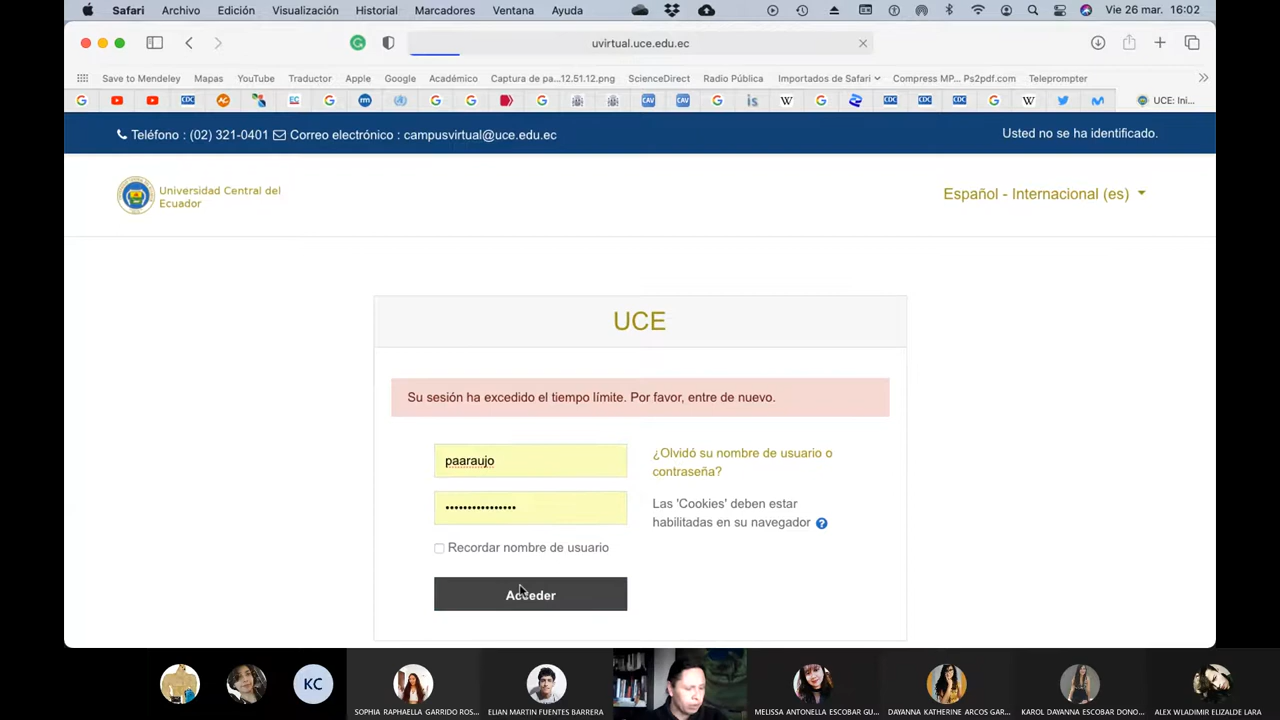 Safari Archivo Edición Visualización Historial Marcadores Ventana Ayuda Vie 26 mar. 16:02
uvirtual.uce.edu.ec
Save to Mendeley Mapas YouTube Traductor Apple Google Académico Captura de pa...12.51.12.png ScienceDirect Radio Pública Importados de Safari Compress MP... Ps2pdf.com Teleprompter
UCE: Ini...
Teléfono : (02) 321-0401 Correo electrónico : campusvirtual@uce.edu.ec Usted no se ha identificado.
Universidad Central del
Ecuador
Español - Internacional (es)
UCE
Su sesión ha excedido el tiempo límite. Por favor, entre de nuevo.
paaraujo
¿Olvidó su nombre de usuario o
contraseña?
••••••••••••••••
Las 'Cookies' deben estar
habilitadas en su navegador ?
Recordar nombre de usuario
Acceder
KC
SOPHIA RAPHAELLA GARRIDO ROS... ELIAN MARTIN FUENTES BARRERA MELISSA ANTONELLA ESCOBAR GU... DAYANNA KATHERINE ARCOS GAR... KAROL DAYANNA ESCOBAR DONO... ALEX WLADIMIR ELIZALDE LARA